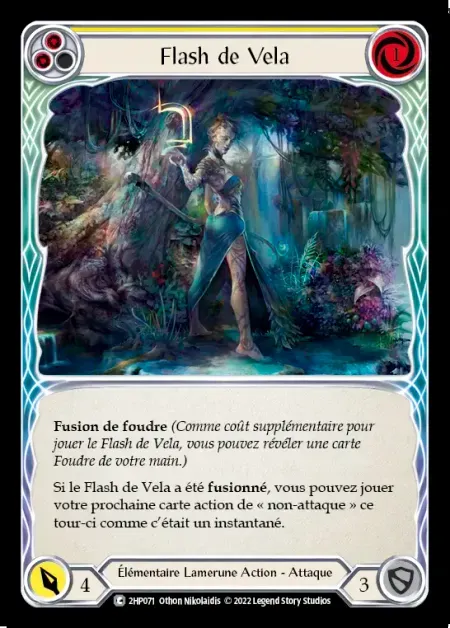 1
Flash de Vela
Fusion de foudre (Comme coût supplémentaire pour
jouer le Flash de Vela, vous pouvez révéler une carte
Foudre de votre main.)
Si le Flash de Vela a été fusionné, vous pouvez jouer
votre prochaine carte action de « non-attaque » ce
tour-ci comme c’était un instantané.
4
Élémentaire Lamerune Action - Attaque
3
C 2HP071 Othon Nikolaidis © 2022 Legend Story Studios